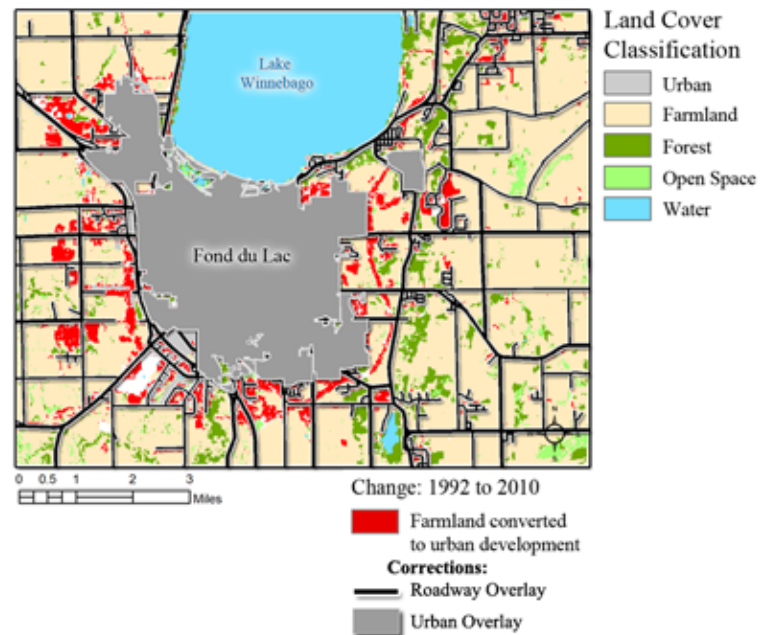 Land Cover
Classification
Urban
Farmland
Forest
Open Space
Water
Lake
Winnebago
Fond du Lac
N
0 0.5 1 2 3
Miles
Change: 1992 to 2010
Farmland converted
to urban development
Corrections:
Roadway Overlay
Urban Overlay